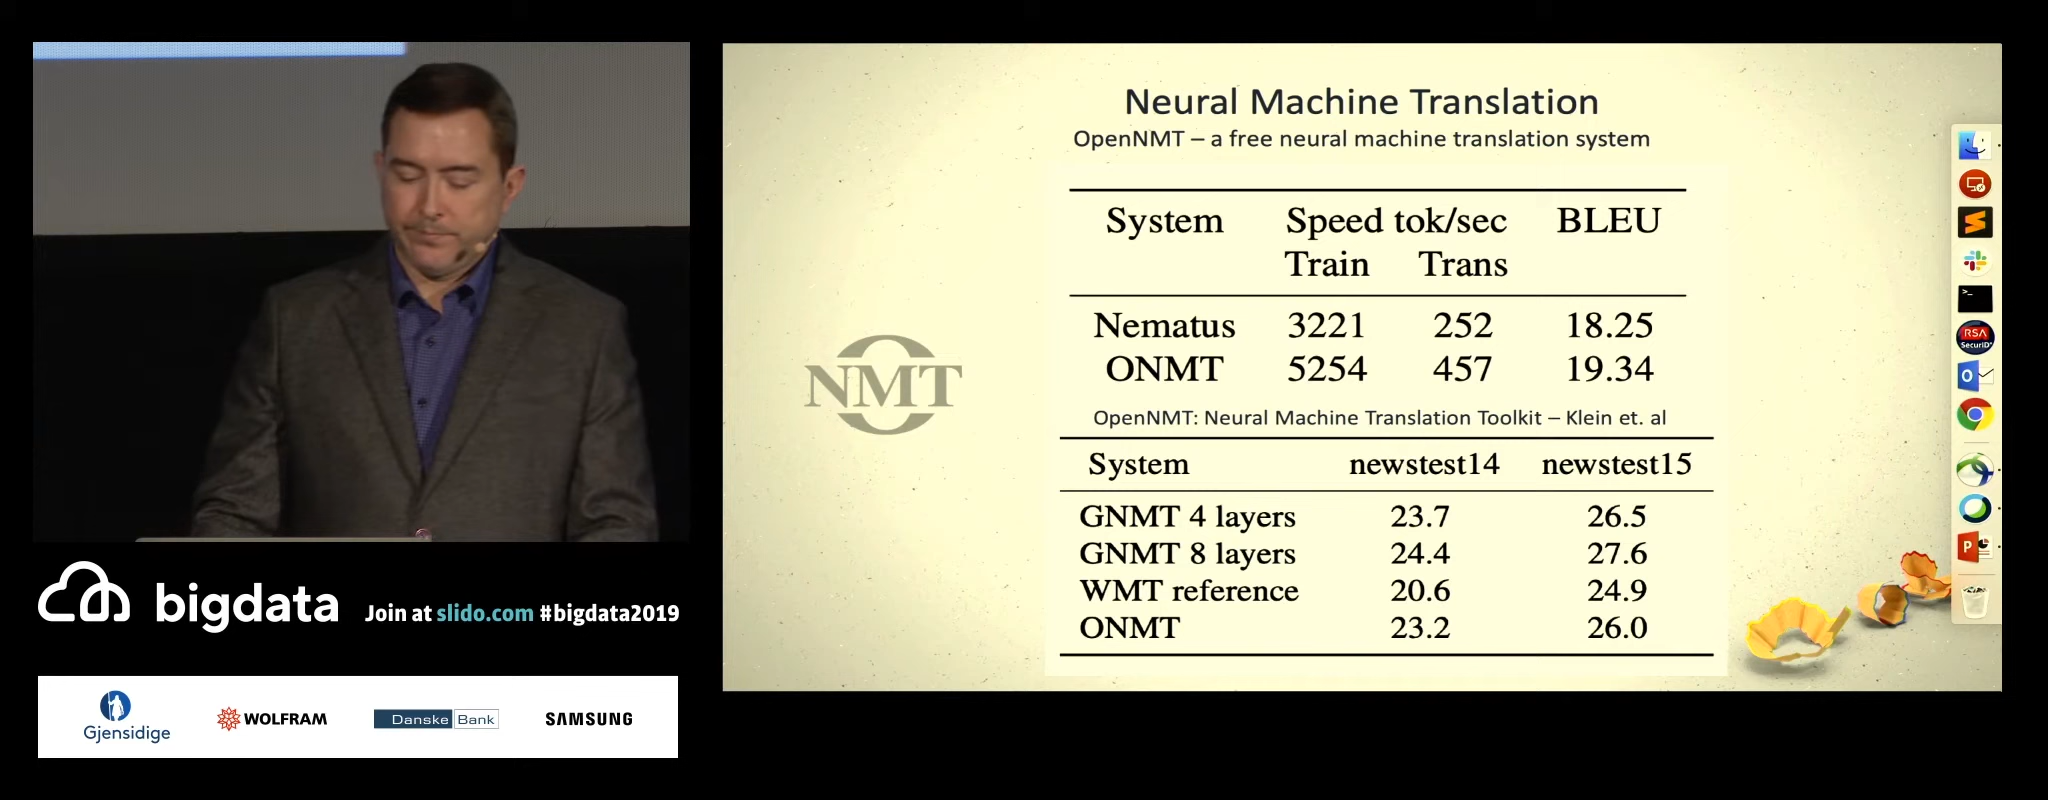 bigdata
Join at slido.com #bigdata2019
Gjensidige
WOLFRAM
Danske Bank
SAMSUNG
Neural Machine Translation
OpenNMT – a free neural machine translation system
NMT
System Speed tok/sec BLEU
Train Trans
Nematus 3221 252 18.25
ONMT 5254 457 19.34
OpenNMT: Neural Machine Translation Toolkit – Klein et. al
System newstest14 newstest15
GNMT 4 layers 23.7 26.5
GNMT 8 layers 24.4 27.6
WMT reference 20.6 24.9
ONMT 23.2 26.0
>_
RSA
SecurID
O
P